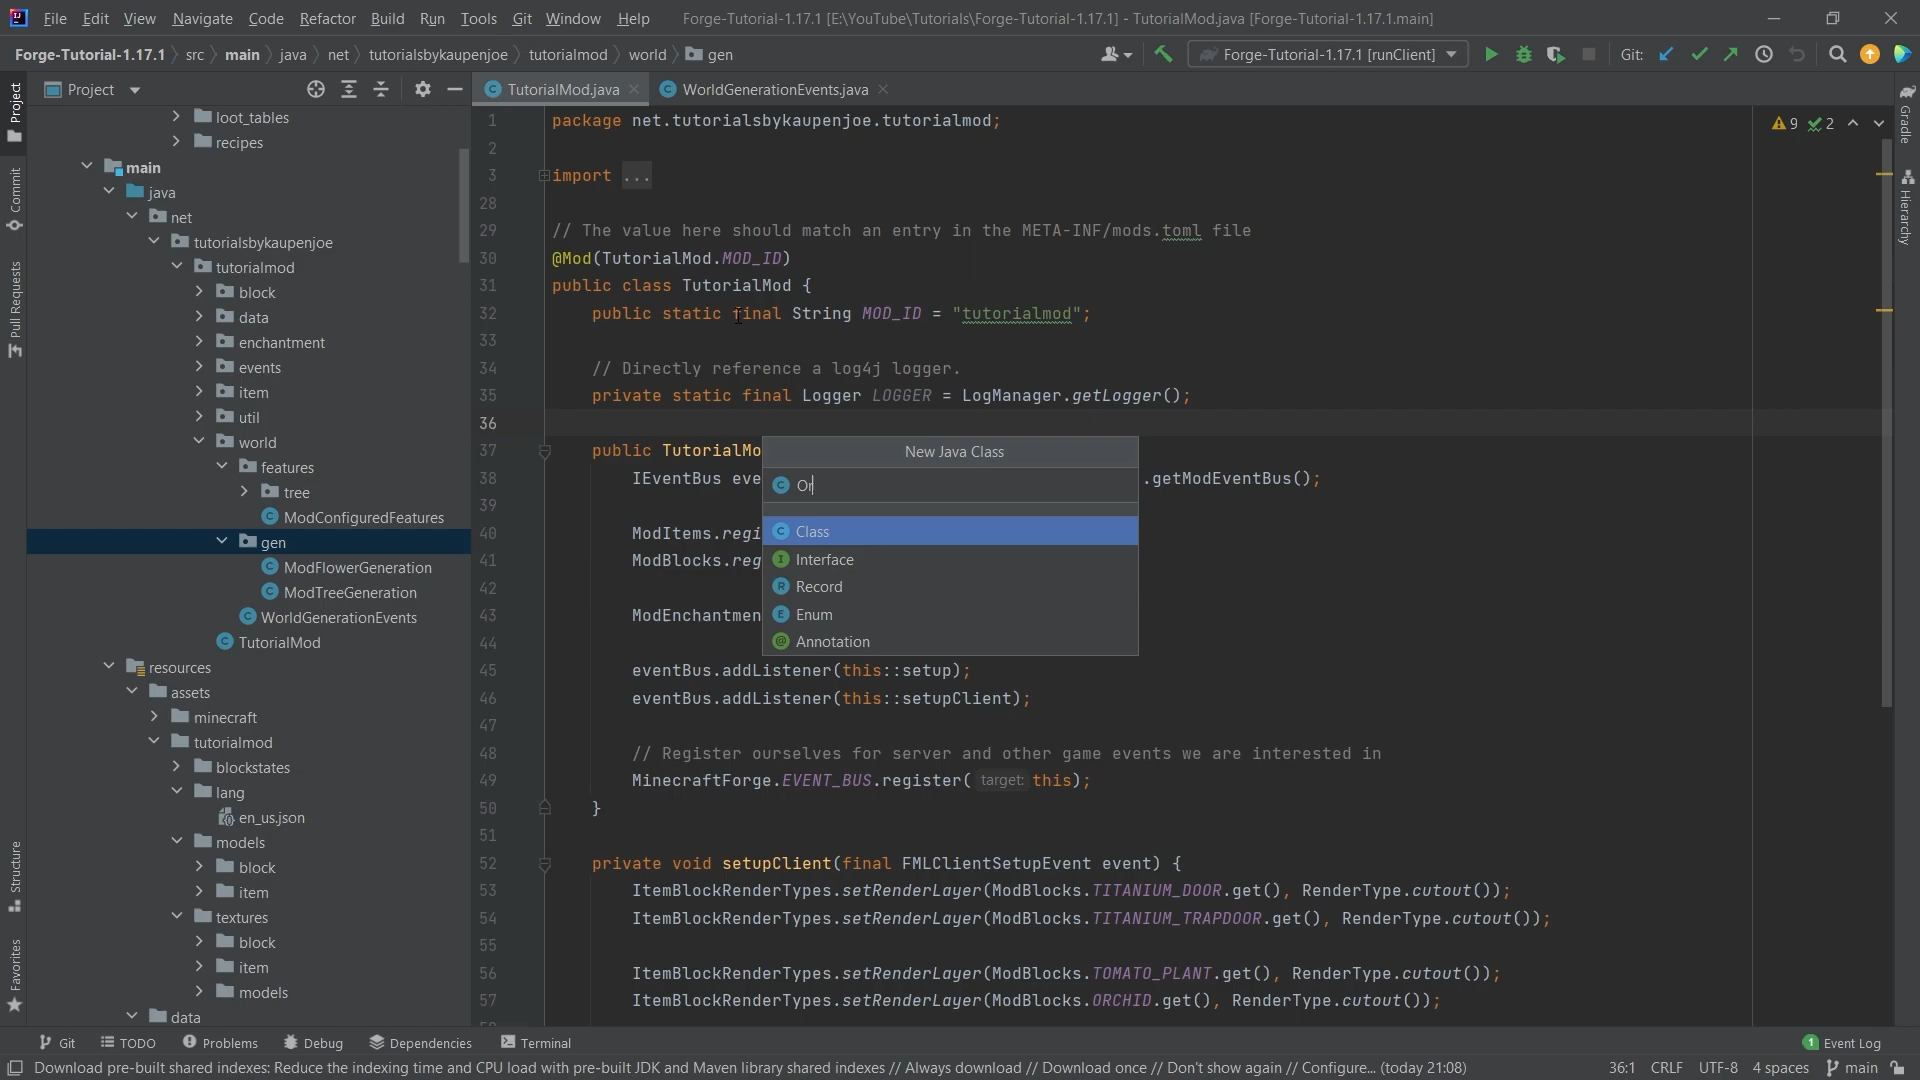 File Edit View Navigate Code Refactor Build Run Tools Git Window Help Forge-Tutorial-1.17.1 [E:\YouTube\Tutorials\Forge-Tutorial-1.17.1] - TutorialMod.java [Forge-Tutorial-1.17.1.main]
Forge-Tutorial-1.17.1 src main java net tutorialsbykaupenjoe tutorialmod world gen Forge-Tutorial-1.17.1 [runClient] Git:
Project
TutorialMod.java WorldGenerationEvents.java
Project
Commit
Pull Requests
Structure
Favorites
loot_tables
recipes
main
java
net
tutorialsbykaupenjoe
tutorialmod
block
data
enchantment
events
item
util
world
features
tree
ModConfiguredFeatures
gen
ModFlowerGeneration
ModTreeGeneration
WorldGenerationEvents
TutorialMod
resources
assets
minecraft
tutorialmod
blockstates
lang
en_us.json
models
block
item
textures
block
item
models
data
1 package net.tutorialsbykaupenjoe.tutorialmod;
2
3 import ...
28
29 // The value here should match an entry in the META-INF/mods.toml file
30 @Mod(TutorialMod.MOD_ID)
31 public class TutorialMod {
32 public static final String MOD_ID = "tutorialmod";
33
34 // Directly reference a log4j logger.
35 private static final Logger LOGGER = LogManager.getLogger();
36
37 public TutorialMo
38 IEventBus eve .getModEventBus();
39
40 ModItems.regi
41 ModBlocks.reg
42
43 ModEnchantmen
44
45 eventBus.addListener(this::setup);
46 eventBus.addListener(this::setupClient);
47
48 // Register ourselves for server and other game events we are interested in
49 MinecraftForge.EVENT_BUS.register( target: this);
50 }
51
52 private void setupClient(final FMLClientSetupEvent event) {
53 ItemBlockRenderTypes.setRenderLayer(ModBlocks.TITANIUM_DOOR.get(), RenderType.cutout());
54 ItemBlockRenderTypes.setRenderLayer(ModBlocks.TITANIUM_TRAPDOOR.get(), RenderType.cutout());
55
56 ItemBlockRenderTypes.setRenderLayer(ModBlocks.TOMATO_PLANT.get(), RenderType.cutout());
57 ItemBlockRenderTypes.setRenderLayer(ModBlocks.ORCHID.get(), RenderType.cutout());
New Java Class
Or
Class
Interface
Record
Enum
Annotation
9 2
Gradle
Hierarchy
Git TODO Problems Debug Dependencies Terminal 1 Event Log
Download pre-built shared indexes: Reduce the indexing time and CPU load with pre-built JDK and Maven library shared indexes // Always download // Download once // Don't show again // Configure... (today 21:08) 36:1 CRLF UTF-8 4 spaces main